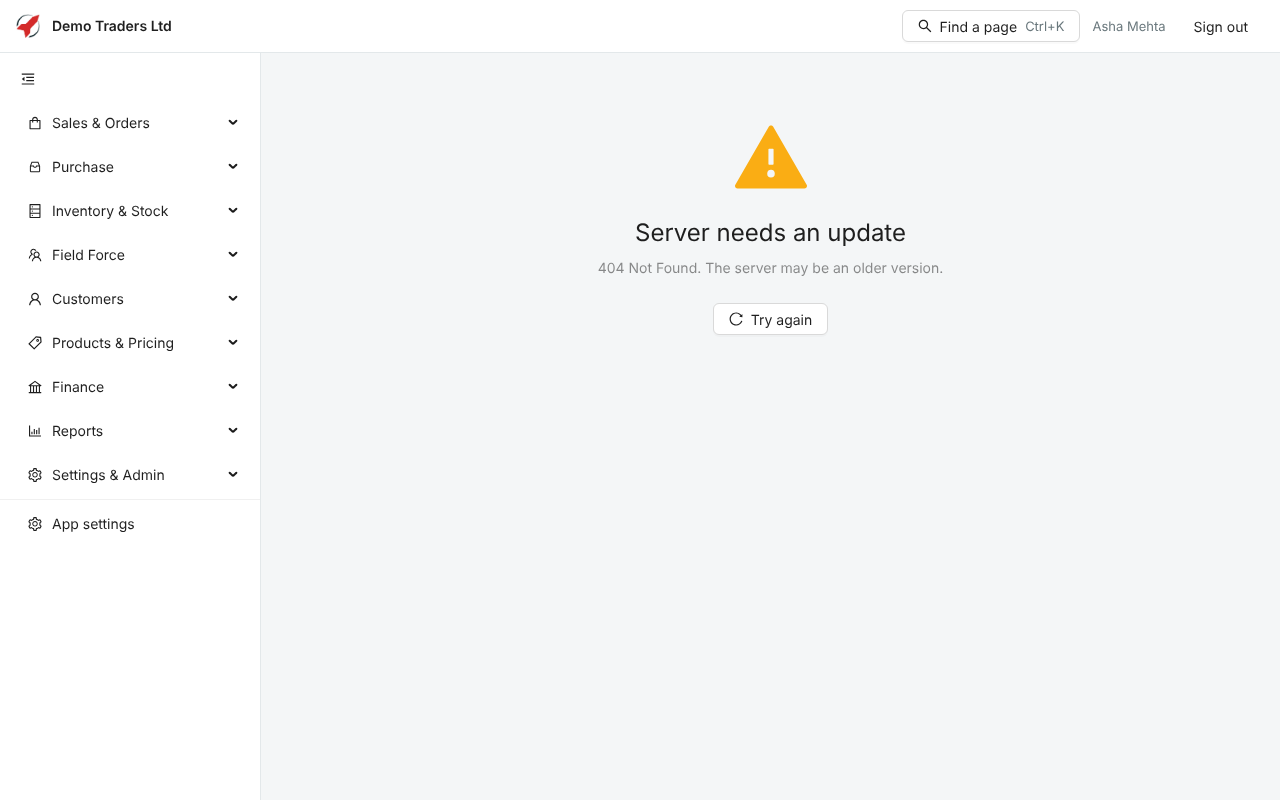 Demo Traders Ltd
Find a page Ctrl+K
Asha Mehta
Sign out
Sales & Orders
Purchase
Inventory & Stock
Field Force
Customers
Products & Pricing
Finance
Reports
Settings & Admin
App settings
Server needs an update
404 Not Found. The server may be an older version.
Try again